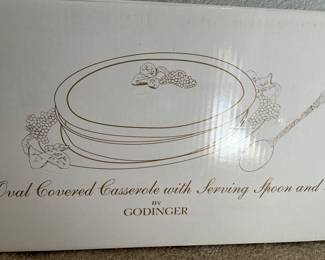 Oval Covered Casserole with Serving Spoon and
BY
GODINGER